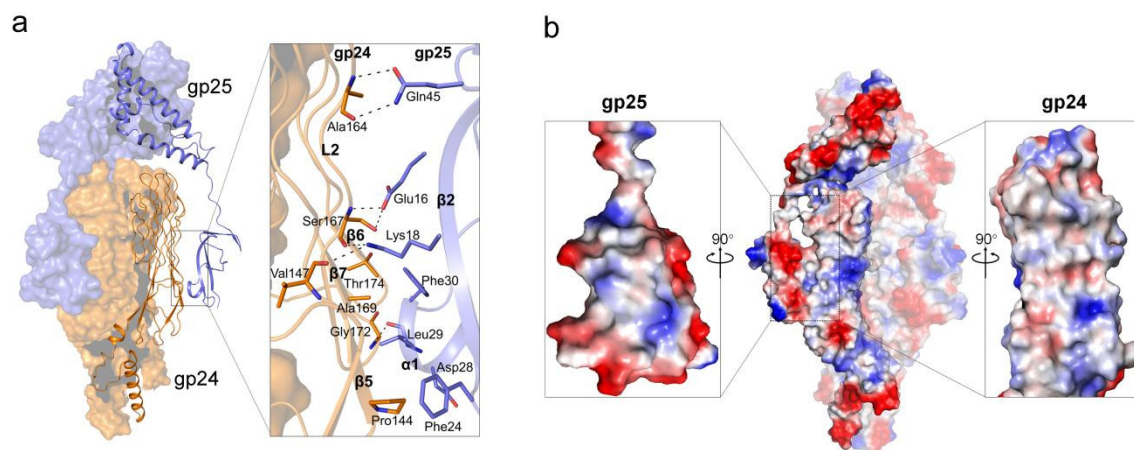 a
gp25
gp24
gp24 gp25
Gln45
Ala164
L2
Glu16
β2
Ser167
β6
Lys18
Val147
β7
Thr174
Phe30
Ala169
Gly172
Leu29
α1
β5
Asp28
Pro144
Phe24
b
gp25
90°
90°
gp24